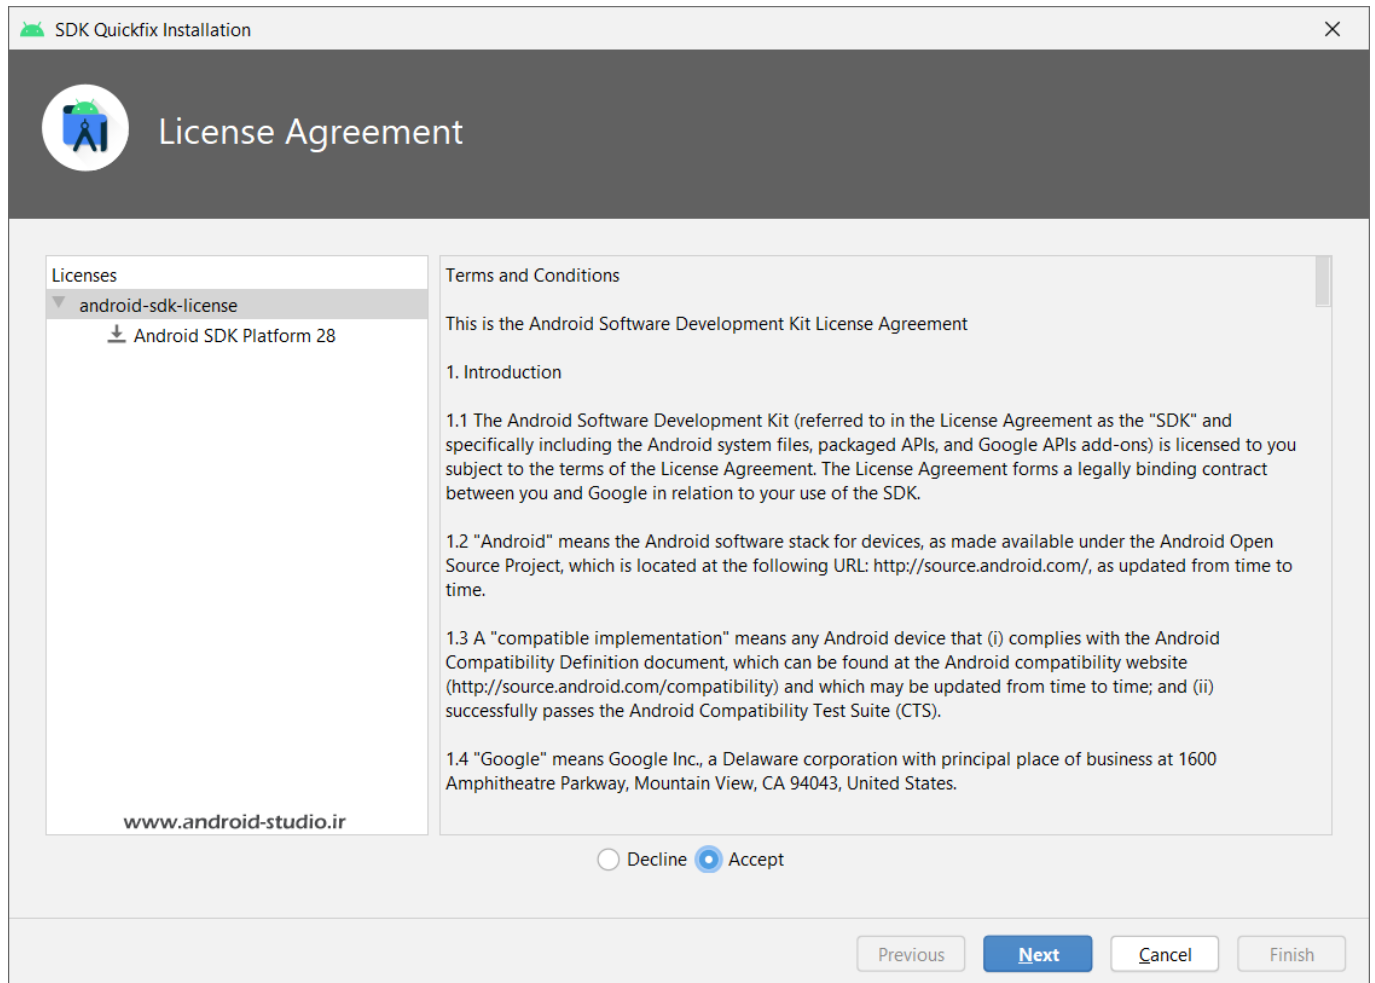 SDK Quickfix Installation
License Agreement
Licenses
android-sdk-license
Android SDK Platform 28
www.android-studio.ir
Terms and Conditions
This is the Android Software Development Kit License Agreement
1. Introduction
1.1 The Android Software Development Kit (referred to in the License Agreement as the "SDK" and
specifically including the Android system files, packaged APIs, and Google APIs add-ons) is licensed to you
subject to the terms of the License Agreement. The License Agreement forms a legally binding contract
between you and Google in relation to your use of the SDK.
1.2 "Android" means the Android software stack for devices, as made available under the Android Open
Source Project, which is located at the following URL: http://source.android.com/, as updated from time to
time.
1.3 A "compatible implementation" means any Android device that (i) complies with the Android
Compatibility Definition document, which can be found at the Android compatibility website
(http://source.android.com/compatibility) and which may be updated from time to time; and (ii)
successfully passes the Android Compatibility Test Suite (CTS).
1.4 "Google" means Google Inc., a Delaware corporation with principal place of business at 1600
Amphitheatre Parkway, Mountain View, CA 94043, United States.
Decline Accept
Previous Next Cancel Finish